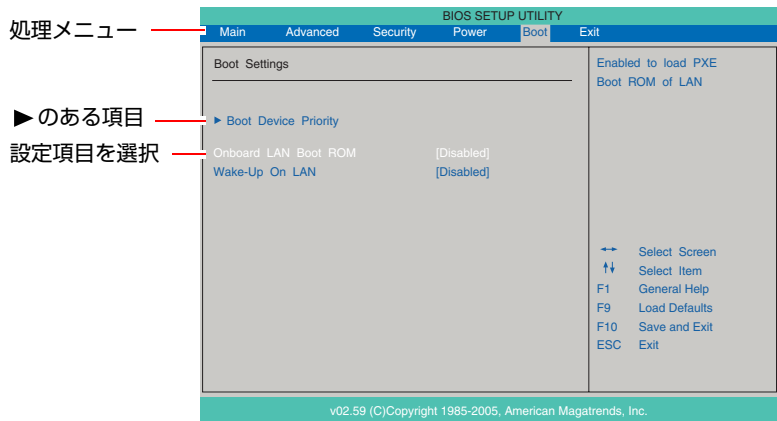 BIOS SETUP UTILITY
処理メニュー
Main Advanced Security Power Boot Exit
Boot Settings
Enabled to load PXE
Boot ROM of LAN
▶のある項目
▶ Boot Device Priority
設定項目を選択
Onboard LAN Boot ROM [Disabled]
Wake-Up On LAN [Disabled]
↔ Select Screen
↑↓ Select Item
F1 General Help
F9 Load Defaults
F10 Save and Exit
ESC Exit
v02.59 (C)Copyright 1985-2005, American Magatrends, Inc.